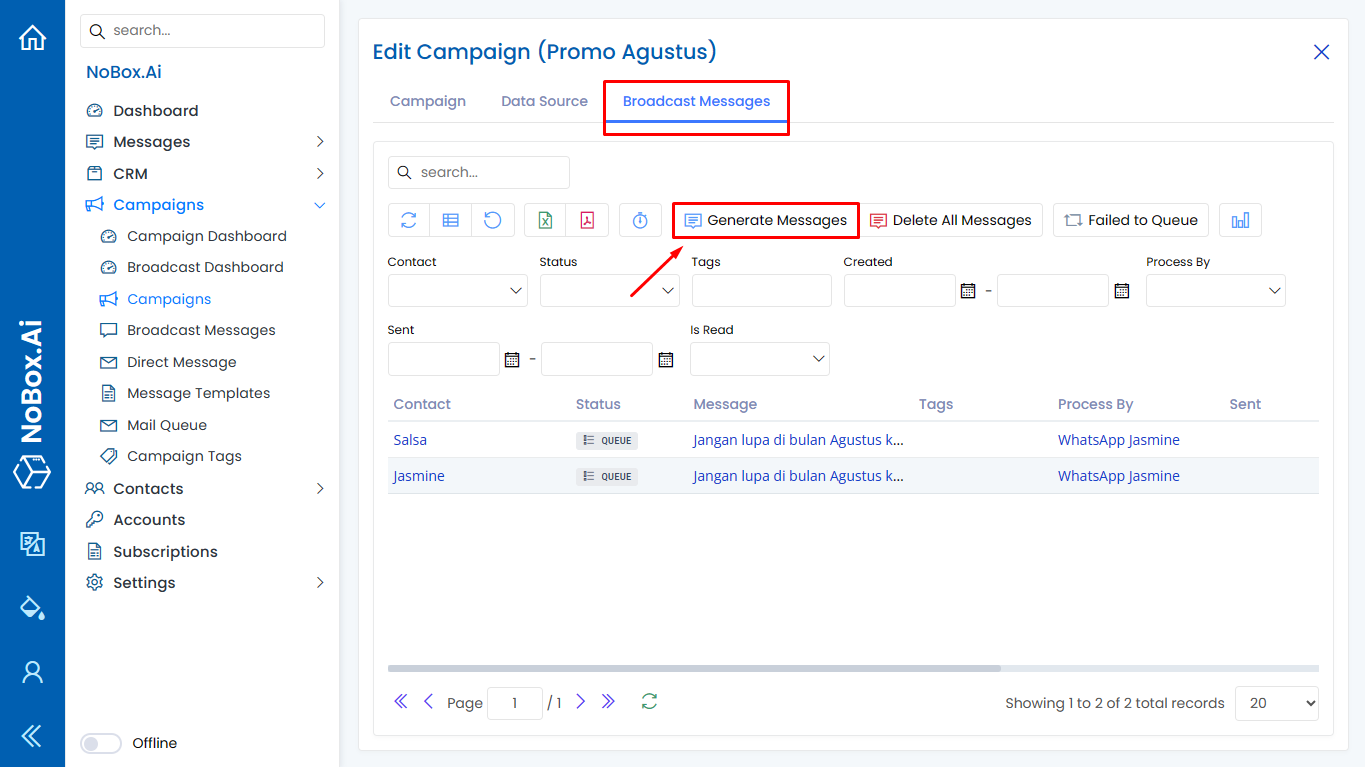 search...
NoBox.Ai
Dashboard
Messages
CRM
Campaigns
Campaign Dashboard
Broadcast Dashboard
Campaigns
Broadcast Messages
Direct Message
Message Templates
Mail Queue
Campaign Tags
Contacts
Accounts
Subscriptions
Settings
Offline
NoBox.Ai
Edit Campaign (Promo Agustus)
Campaign Data Source Broadcast Messages
search...
Generate Messages Delete All Messages Failed to Queue
Contact Status Tags Created Process By
-
Sent Is Read
-
Contact Status Message Tags Process By Sent
Salsa QUEUE Jangan lupa di bulan Agustus k... WhatsApp Jasmine
Jasmine QUEUE Jangan lupa di bulan Agustus k... WhatsApp Jasmine
Page 1 / 1 Showing 1 to 2 of 2 total records 20